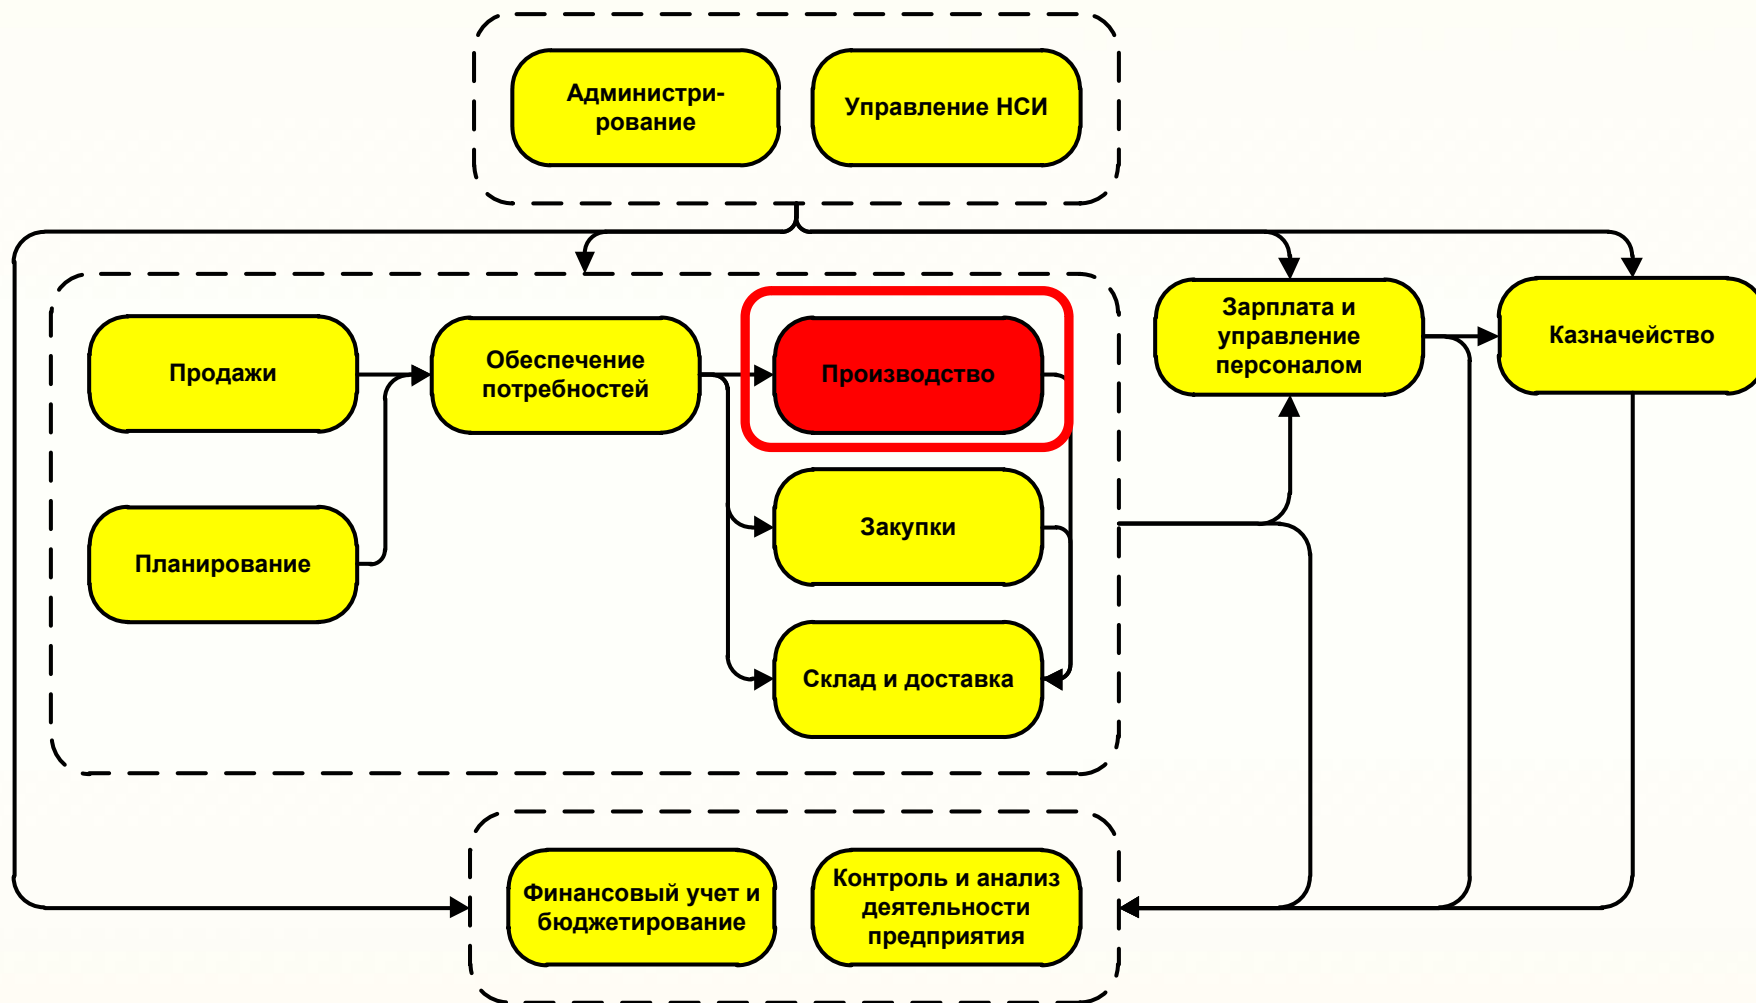 Администри-
рование
Управление НСИ
Продажи
Обеспечение
потребностей
Производство
Зарплата и
управление
персоналом
Казначейство
Планирование
Закупки
Склад и доставка
Финансовый учет и
бюджетирование
Контроль и анализ
деятельности
предприятия